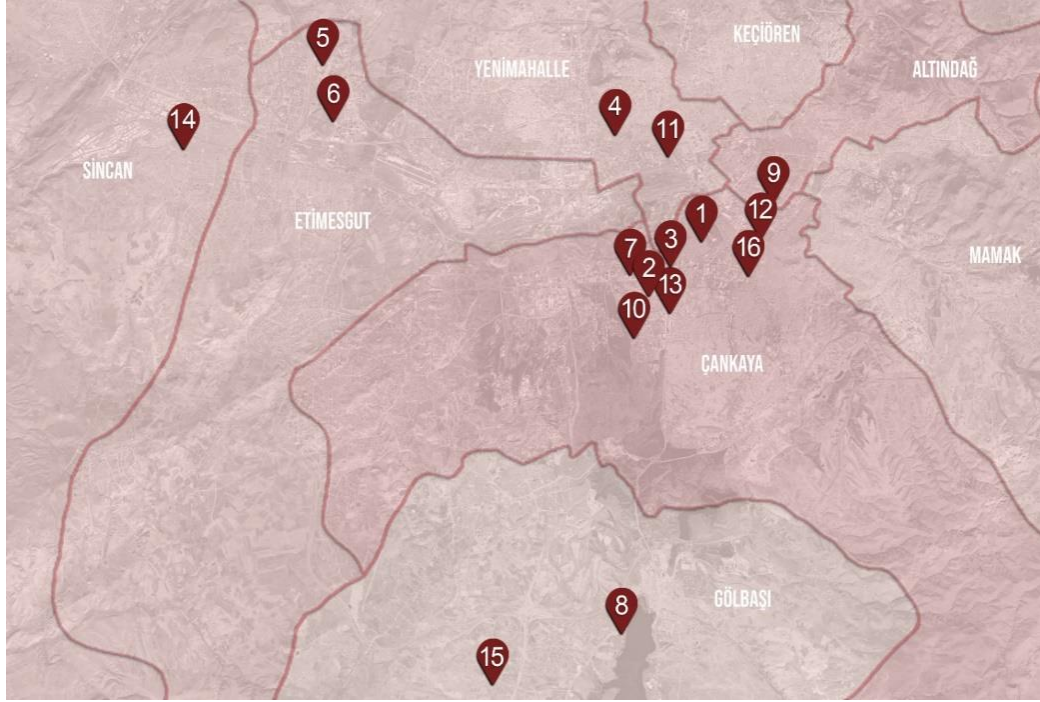 KEÇİÖREN
5
YENİMAHALLE
ALTINDAĞ
6
4
14
11
SİNCAN
9
12
1
ETİMESGUT
3
7
16
MAMAK
2
13
10
ÇANKAYA
8
GÖLBAŞI
15